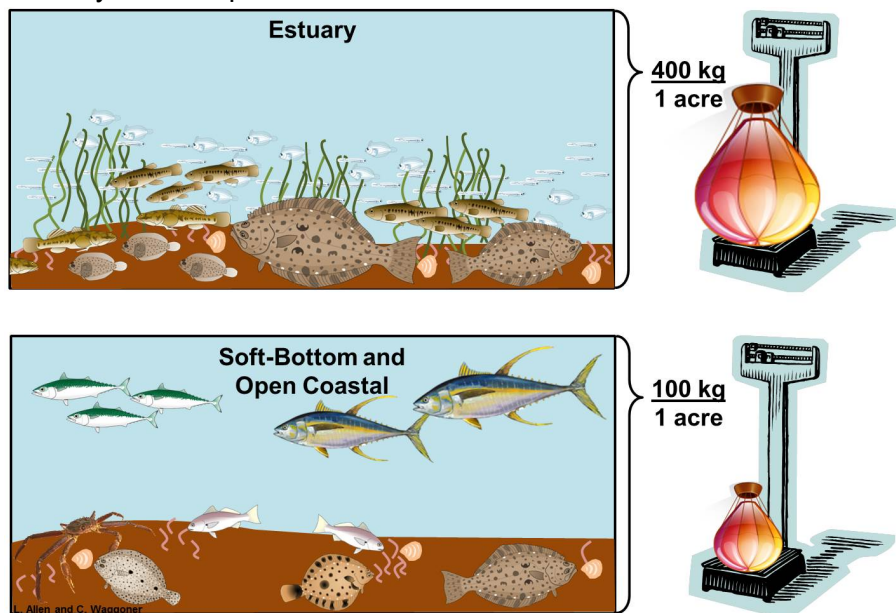 Estuary
400 kg
1 acre
Soft-Bottom and
Open Coastal
100 kg
1 acre
L. Allen and C. Waggoner